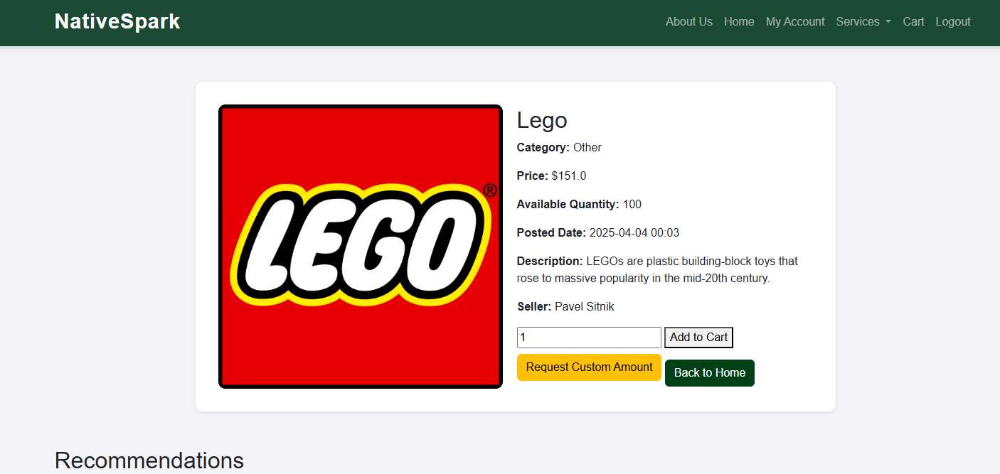 NativeSpark
About Us Home My Account Services Cart Logout
LEGO®
Lego
Category: Other
Price: $151.0
Available Quantity: 100
Posted Date: 2025-04-04 00:03
Description: LEGOs are plastic building-block toys that
rose to massive popularity in the mid-20th century.
Seller: Pavel Sitnik
1 Add to Cart
Request Custom Amount Back to Home
Recommendations